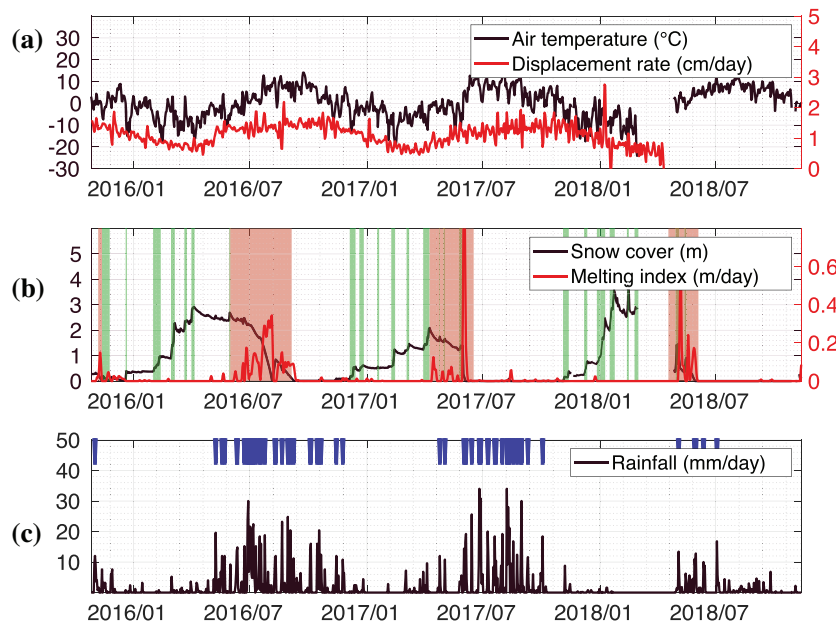 (a)
30
20
10
0
-10
-20
-30
Air temperature (°C)
Displacement rate (cm/day)
5
4
3
2
1
0
2016/01 2016/07 2017/01 2017/07 2018/01 2018/07
(b)
5
4
3
2
1
0
Snow cover (m)
Melting index (m/day)
0.6
0.4
0.2
0
2016/01 2016/07 2017/01 2017/07 2018/01 2018/07
(c)
50
40
30
20
10
Rainfall (mm/day)
2016/01 2016/07 2017/01 2017/07 2018/01 2018/07